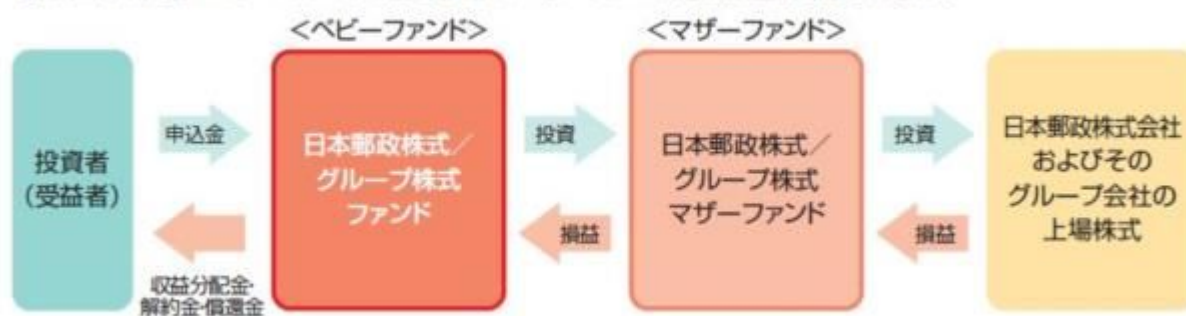 <ベビーファンド>
<マザーファンド>
投資者
(受益者)
申込金
収益分配金・
解約金・償還金
日本郵政株式／
グループ株式
ファンド
投資
損益
日本郵政株式／
グループ株式
マザーファンド
投資
損益
日本郵政株式会社
およびその
グループ会社の
上場株式